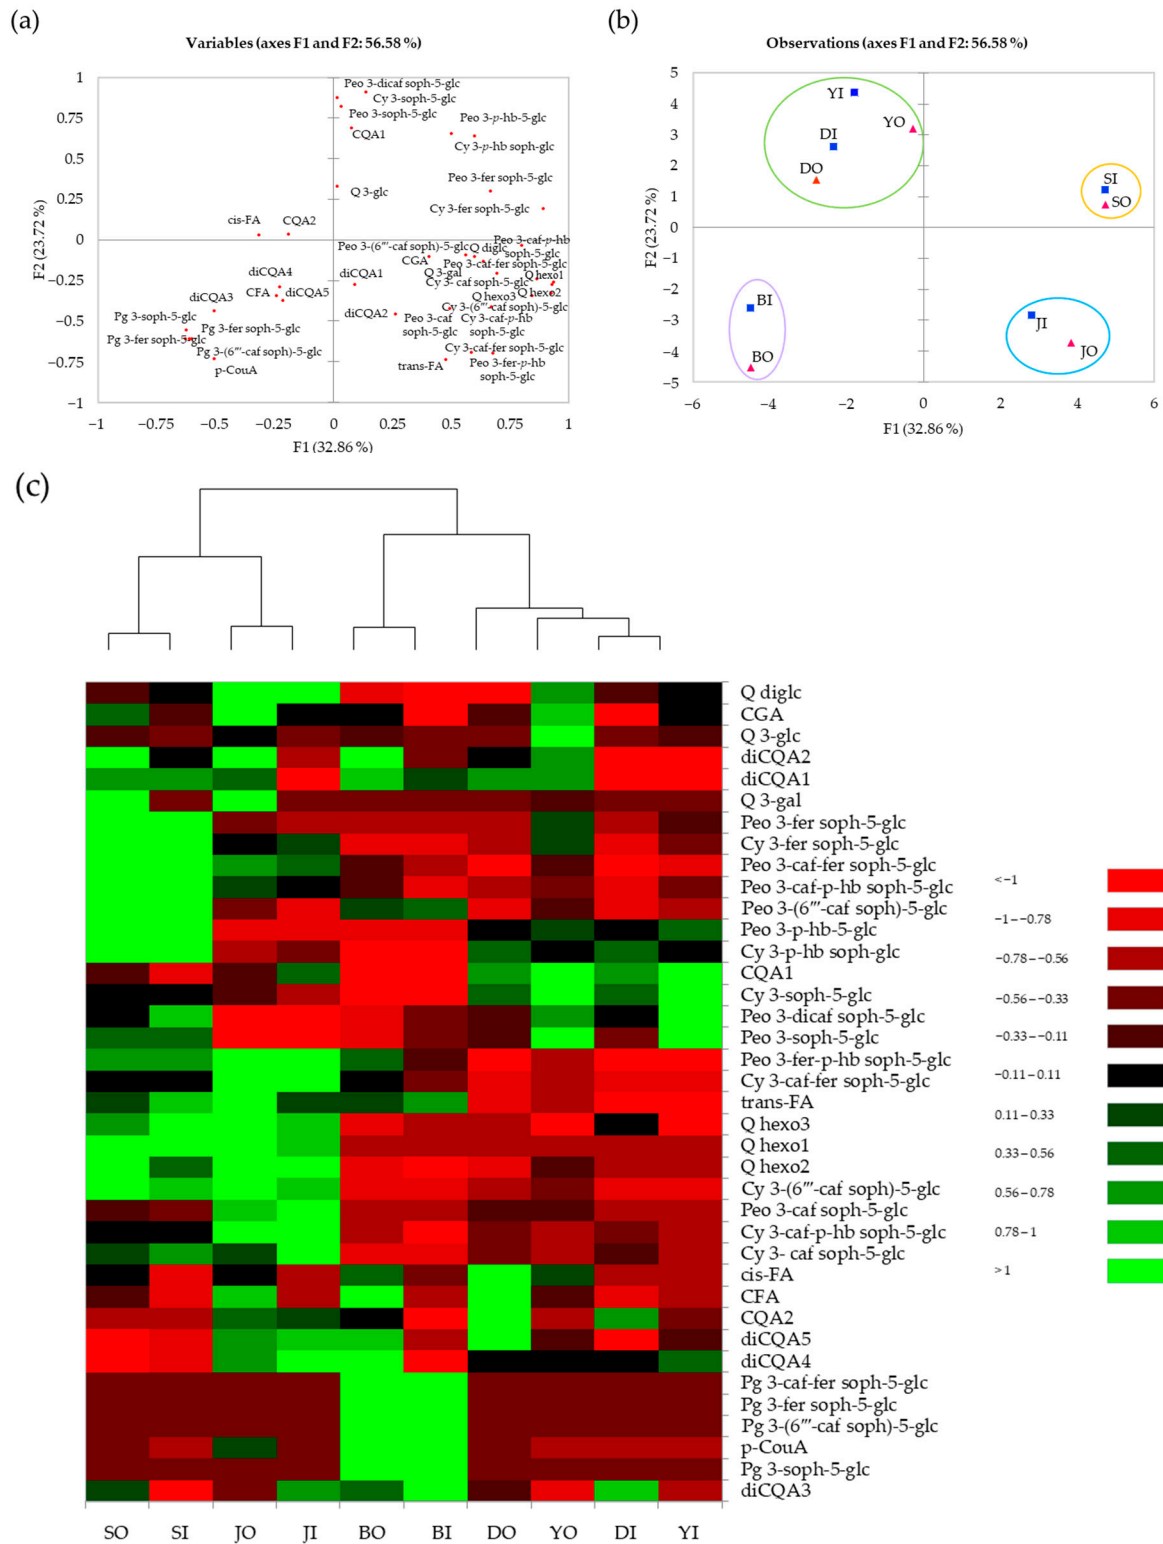 (a)
Variables (axes F1 and F2: 56.58 %)
1
0.75
0.5
0.25
0
−0.25
−0.5
−0.75
−1
F2 (23.72 %)
Peo 3-dicaf soph-5-glc
Cy 3-soph-5-glc
Peo 3-soph-5-glc
Peo 3-p-hb-5-glc
CQA1
Cy 3-p-hb soph-glc
Peo 3-fer soph-5-glc
Q 3-glc
Cy 3-fer soph-5-glc
cis-FA
CQA2
Peo 3-caf-p-hb
soph-5-glc
Peo 3-(6‴-caf soph)-5-glc
Q diglc
CGA
Peo 3-caf-fer soph-5-glc
diCQA4
diCQA1
Q 3-gal
Q hexo1
Cy 3- caf soph-5-glc
CFA
diCQA5
diCQA3
Q hexo3
Q hexo2
Cy 3-(6‴-caf soph)-5-glc
Pg 3-soph-5-glc
diCQA2
Peo 3-caf
soph-5-glc
Cy 3-caf-p-hb
soph-5-glc
Pg 3-fer soph-5-glc
Pg 3-fer soph-5-glc
Cy 3-caf-fer soph-5-glc
Pg 3-(6‴-caf soph)-5-glc
trans-FA
Peo 3-fer-p-hb
soph-5-glc
p-CouA
−1
−0.75
−0.5
−0.25
0
0.25
0.5
0.75
1
F1 (32.86 %)
(b)
Observations (axes F1 and F2: 56.58 %)
5
4
3
2
1
0
−1
−2
−3
−4
−5
F2 (23.72 %)
YI
YO
DI
DO
SI
SO
BI
JI
JO
BO
−6
−4
−2
0
2
4
6
F1 (32.86 %)
(c)
Q diglc
CGA
Q 3-glc
diCQA2
diCQA1
Q 3-gal
Peo 3-fer soph-5-glc
Cy 3-fer soph-5-glc
Peo 3-caf-fer soph-5-glc
Peo 3-caf-p-hb soph-5-glc
Peo 3-(6‴-caf soph)-5-glc
Peo 3-p-hb-5-glc
Cy 3-p-hb soph-glc
CQA1
Cy 3-soph-5-glc
Peo 3-dicaf soph-5-glc
Peo 3-soph-5-glc
Peo 3-fer-p-hb soph-5-glc
Cy 3-caf-fer soph-5-glc
trans-FA
Q hexo3
Q hexo1
Q hexo2
Cy 3-(6‴-caf soph)-5-glc
Peo 3-caf soph-5-glc
Cy 3-caf-p-hb soph-5-glc
Cy 3- caf soph-5-glc
cis-FA
CFA
CQA2
diCQA5
diCQA4
Pg 3-caf-fer soph-5-glc
Pg 3-fer soph-5-glc
Pg 3-(6‴-caf soph)-5-glc
p-CouA
Pg 3-soph-5-glc
diCQA3
<−1
−1 – −0.78
−0.78 – −0.56
−0.56 – −0.33
−0.33 – −0.11
−0.11 – 0.11
0.11 – 0.33
0.33 – 0.56
0.56 – 0.78
0.78 – 1
>1
SO SI JO JI BO BI DO YO DI YI